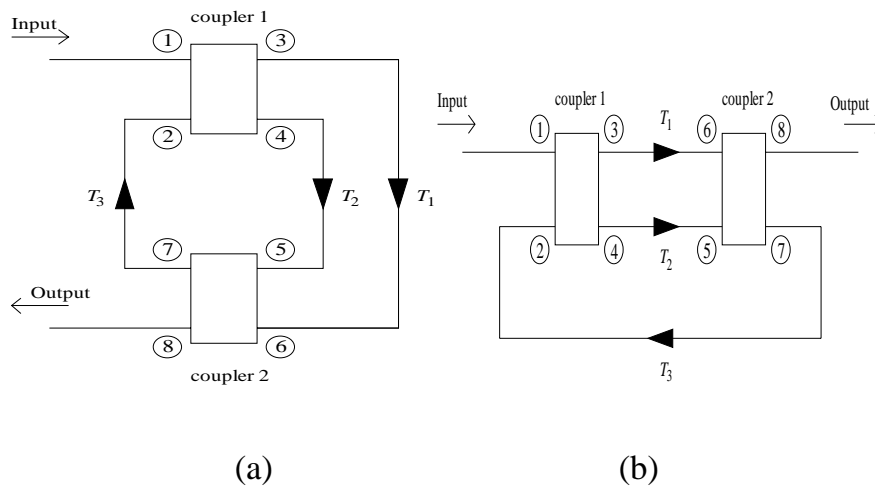 coupler 1
Input
① ③
② ④
T3 T2 T1
⑦ ⑤
Output
⑧ ⑥
coupler 2
(a)
Input coupler 1 coupler 2 Output
T1
① ③ ⑥ ⑧
② ④ ⑤ ⑦
T2
T3
(b)